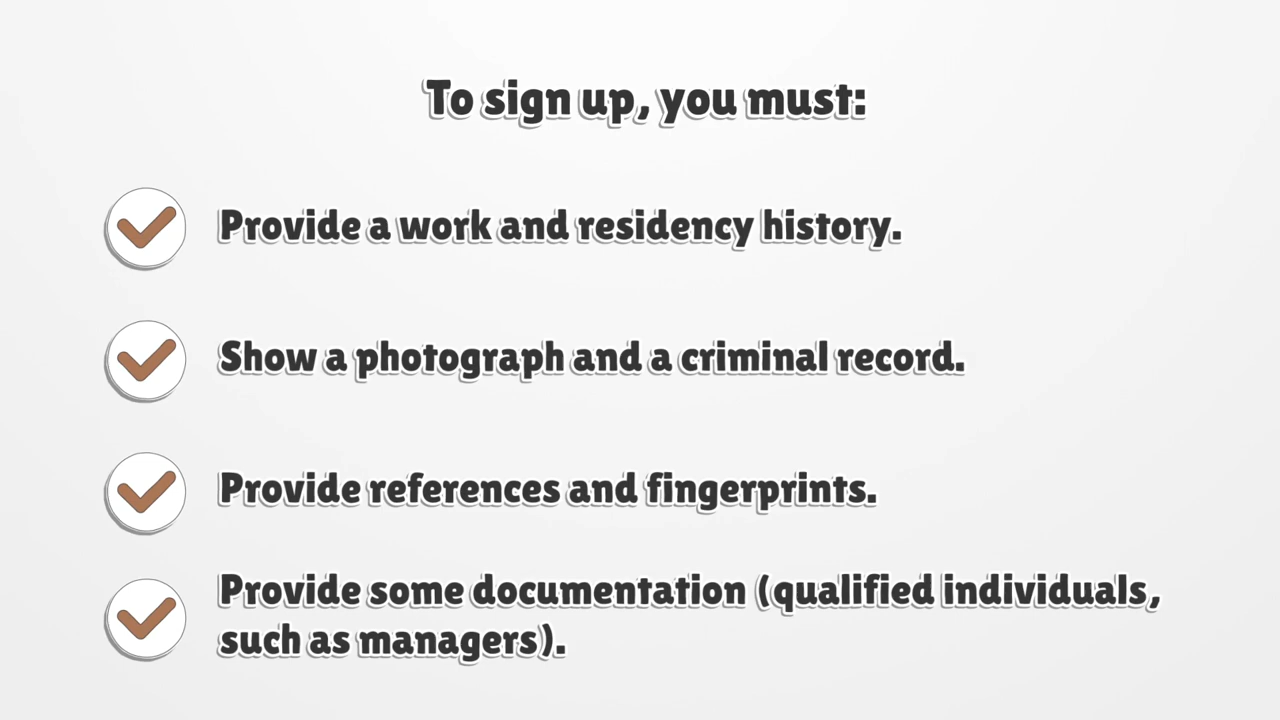 To sign up, you must:
Provide a work and residency history.
Show a photograph and a criminal record.
Provide references and fingerprints.
Provide some documentation (qualified individuals,
such as managers).